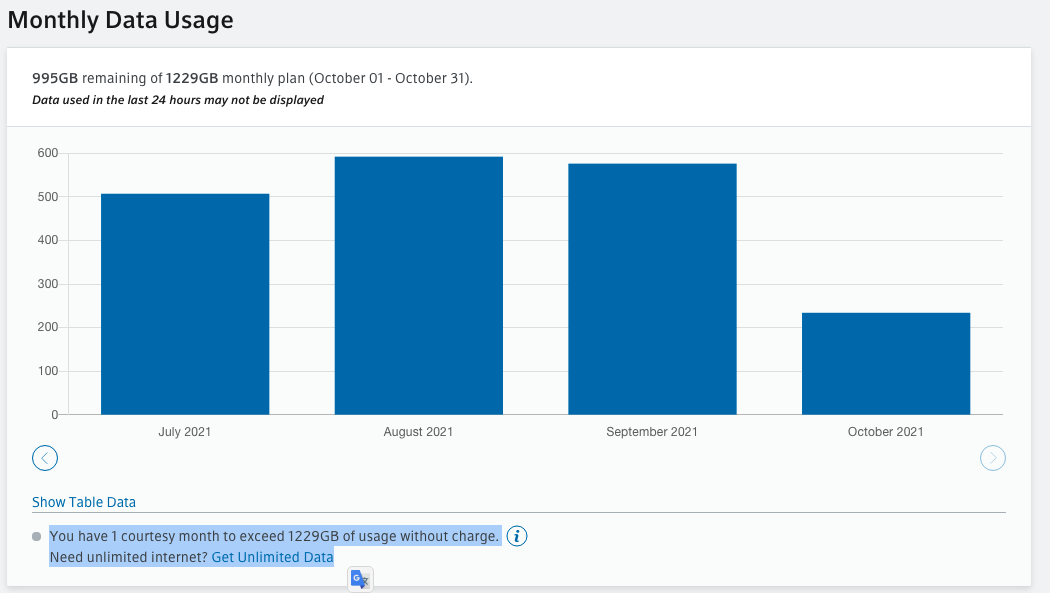 Monthly Data Usage
995GB remaining of 1229GB monthly plan (October 01 - October 31).
Data used in the last 24 hours may not be displayed
600
500
400
300
200
100
0
July 2021 August 2021 September 2021 October 2021
Show Table Data
You have 1 courtesy month to exceed 1229GB of usage without charge. i
Need unlimited internet? Get Unlimited Data
G